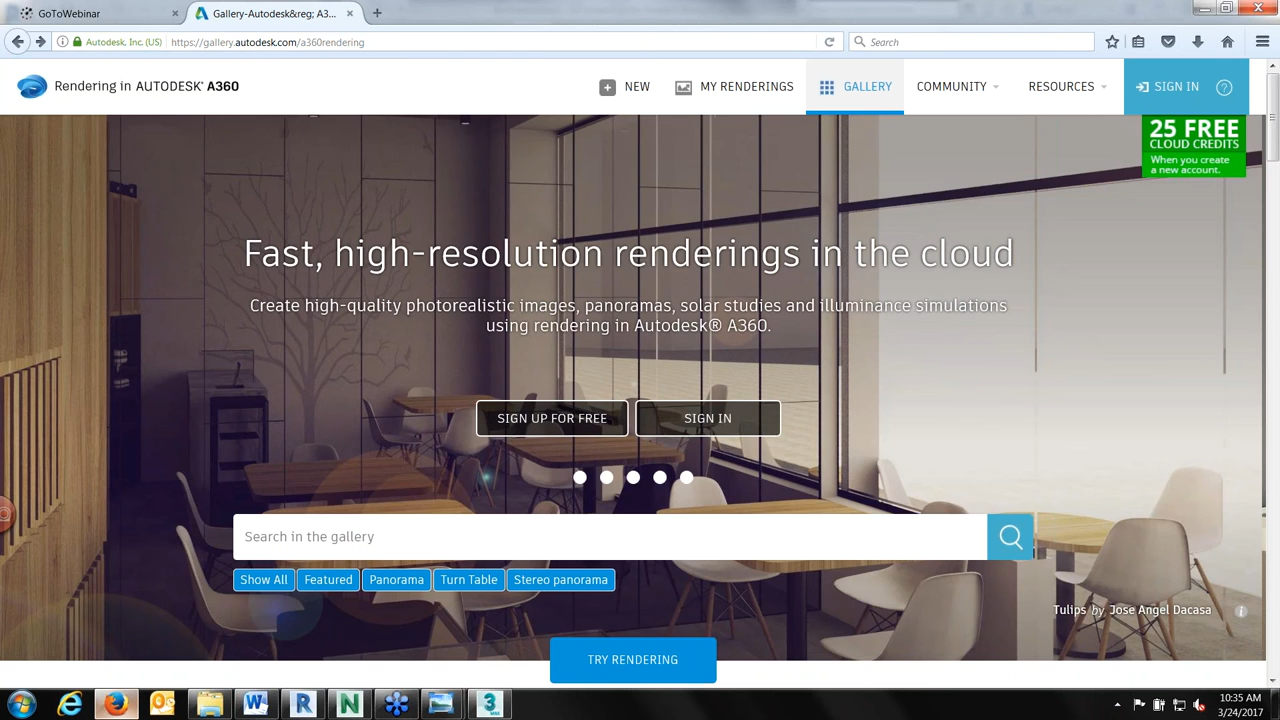 GoToWebinar
Gallery-Autodesk&reg; A3...
Autodesk, Inc. (US)
https://gallery.autodesk.com/a360rendering
Search
Rendering in AUTODESK® A360
NEW
MY RENDERINGS
GALLERY
COMMUNITY
RESOURCES
SIGN IN
25 FREE
CLOUD CREDITS
When you create
a new account.
Fast, high-resolution renderings in the cloud
Create high-quality photorealistic images, panoramas, solar studies and illuminance simulations
using rendering in Autodesk® A360.
SIGN UP FOR FREE
SIGN IN
Search in the gallery
Show All
Featured
Panorama
Turn Table
Stereo panorama
Tulips by Jose Angel Dacasa
TRY RENDERING
10:35 AM
3/24/2017